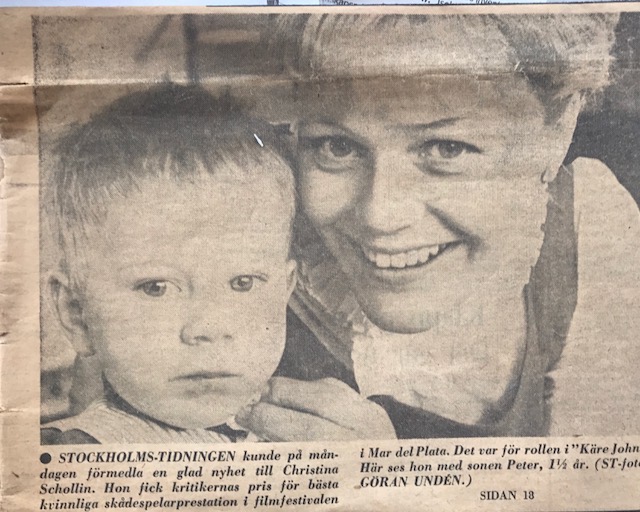 ● STOCKHOLMS-TIDNINGEN kunde på mån-
dagen förmedla en glad nyhet till Christina
Schollin. Hon fick kritikernas pris för bästa
kvinnliga skådespelarprestation i filmfestivalen
i Mar del Plata. Det var för rollen i "Käre John
Här ses hon med sonen Peter, 1½ år. (ST-foto
GÖRAN UNDÉN.)
SIDAN 18